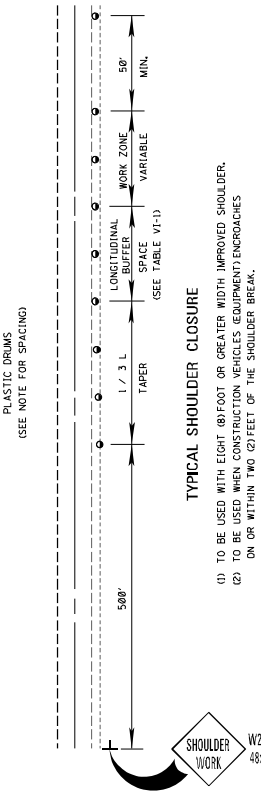 PLASTIC DRUMS
(SEE NOTE FOR SPACING)
50'
MIN.
WORK ZONE
VARIABLE
LONGITUDINAL
BUFFER
SPACE
(SEE TABLE VI-1)
1 / 3 L
TAPER
500'
TYPICAL SHOULDER CLOSURE
(1) TO BE USED WITH EIGHT (8)FOOT OR GREATER WIDTH IMPROVED SHOULDER.
(2) TO BE USED WHEN CONSTRUCTION VEHICLES (EQUIPMENT) ENCROACHES
ON OR WITHIN TWO (2)FEET OF THE SHOULDER BREAK.
SHOULDER
WORK
W2
48